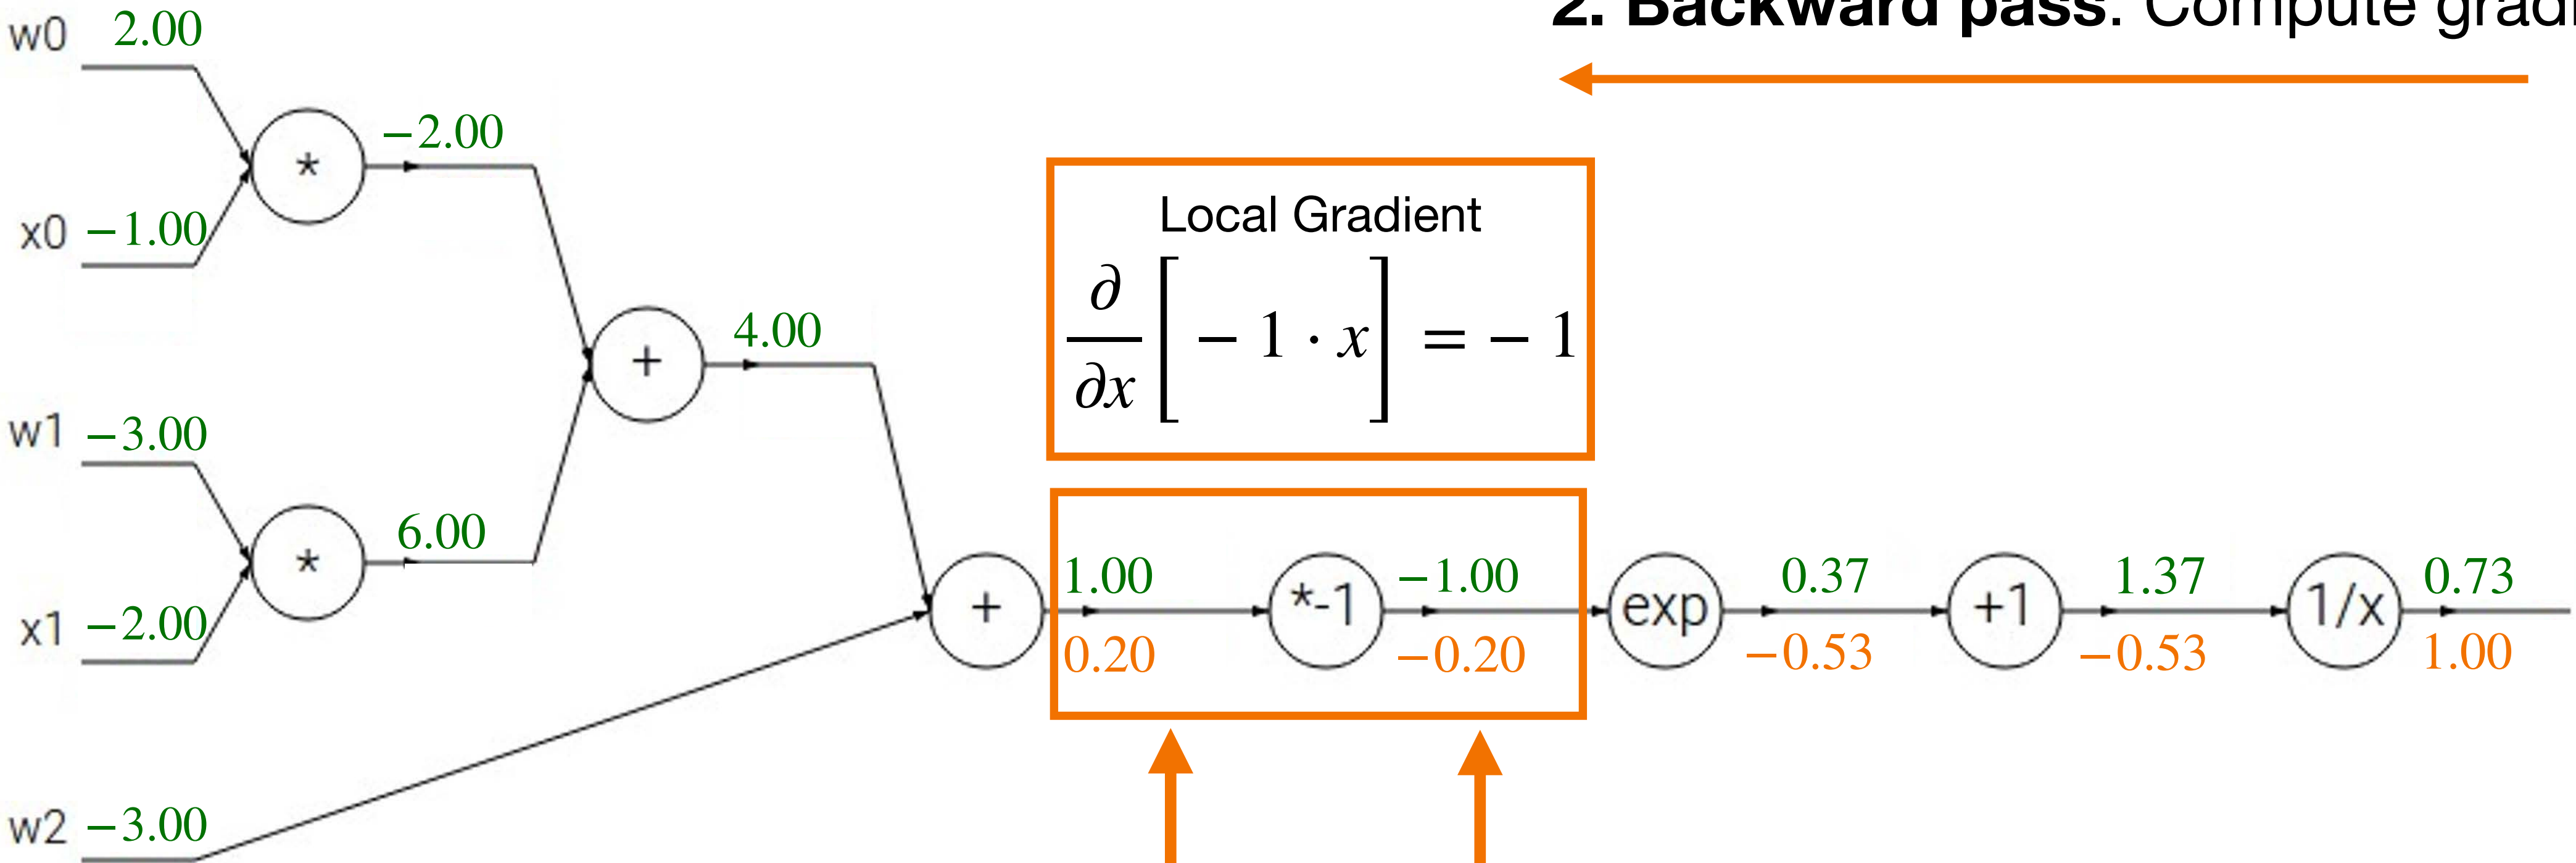 2. Backward pass: Compute gradi
w0 2.00
* −2.00
x0 −1.00
Local Gradient
∂/∂x [ − 1 · x ] = − 1
+ 4.00
w1 −3.00
* 6.00
x1 −2.00
+ 1.00 *-1 −1.00 exp 0.37 +1 1.37 1/x 0.73
0.20 −0.20 −0.53 −0.53 1.00
w2 −3.00